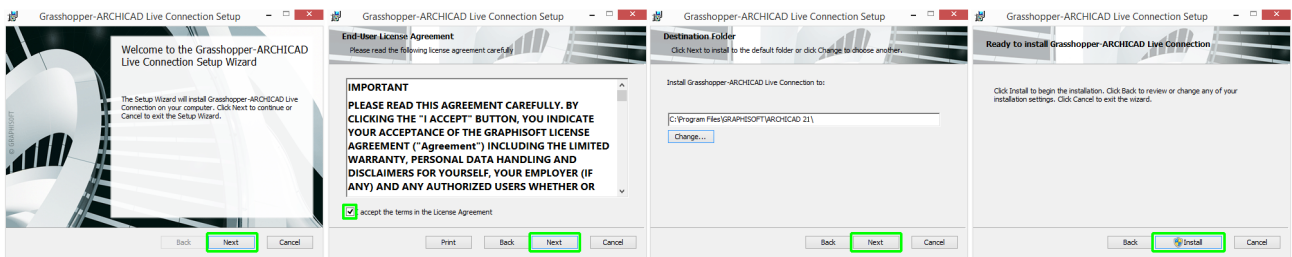 Grasshopper-ARCHICAD Live Connection Setup
Welcome to the Grasshopper-ARCHICAD
Live Connection Setup Wizard
The Setup Wizard will install Grasshopper-ARCHICAD Live
Connection on your computer. Click Next to continue or
Cancel to exit the Setup Wizard.
© GRAPHISOFT
Back Next Cancel
Grasshopper-ARCHICAD Live Connection Setup
End-User License Agreement
Please read the following license agreement carefully
IMPORTANT
PLEASE READ THIS AGREEMENT CAREFULLY. BY
CLICKING THE "I ACCEPT" BUTTON, YOU INDICATE
YOUR ACCEPTANCE OF THE GRAPHISOFT LICENSE
AGREEMENT ("Agreement") INCLUDING THE LIMITED
WARRANTY, PERSONAL DATA HANDLING AND
DISCLAIMERS FOR YOURSELF, YOUR EMPLOYER (IF
ANY) AND ANY AUTHORIZED USERS WHETHER OR
accept the terms in the License Agreement
Print Back Next Cancel
Grasshopper-ARCHICAD Live Connection Setup
Destination Folder
Click Next to install to the default folder or click Change to choose another.
Install Grasshopper-ARCHICAD Live Connection to:
C:\Program Files\GRAPHISOFT\ARCHICAD 21\
Change...
Back Next Cancel
Grasshopper-ARCHICAD Live Connection Setup
Ready to install Grasshopper-ARCHICAD Live Connection
Click Install to begin the installation. Click Back to review or change any of your
installation settings. Click Cancel to exit the wizard.
Back Install Cancel